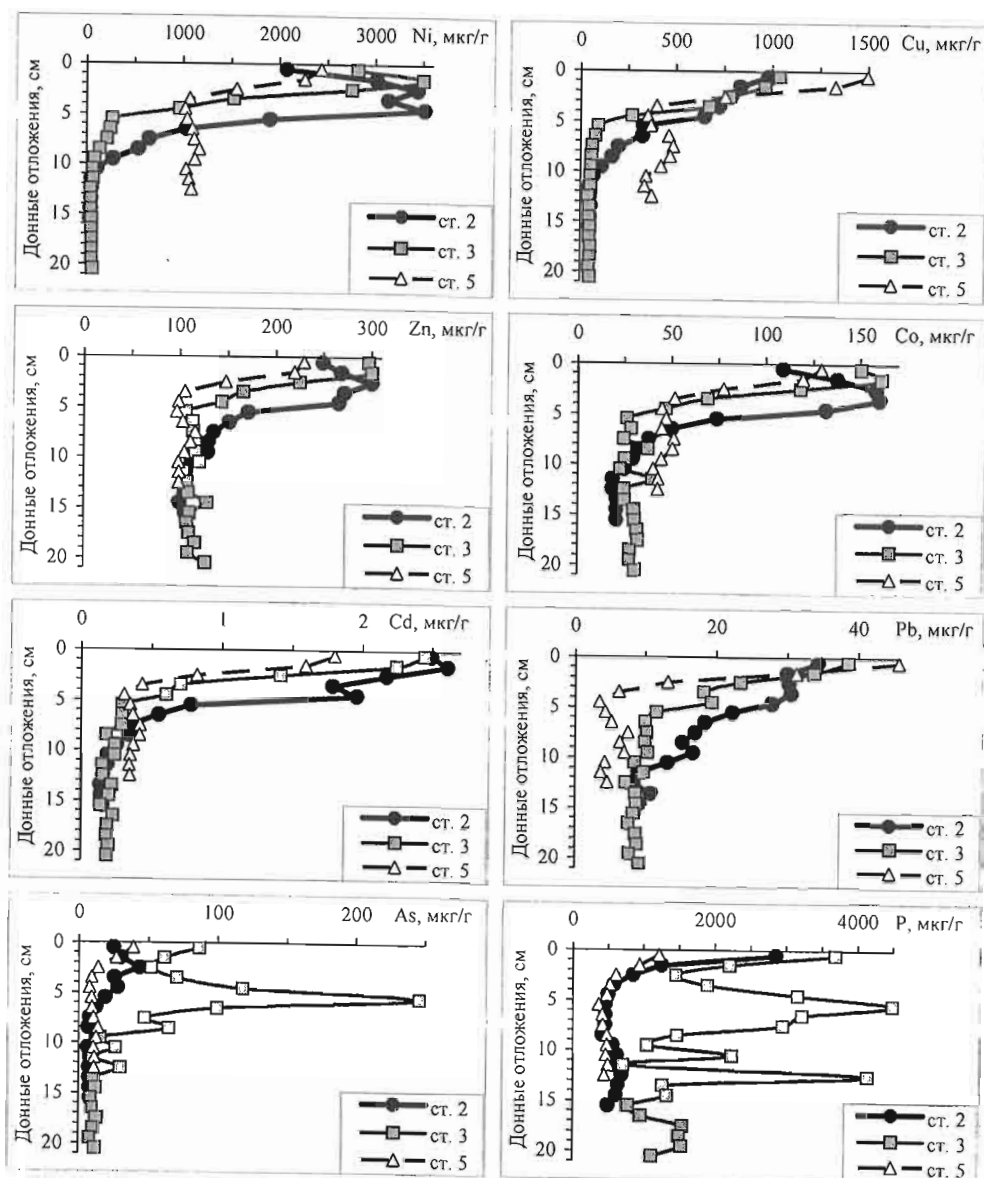 0 1000 2000 3000
Ni, мкг/г
Донные отложения, см
0
5
10
15
20
ст. 2
ст. 3
ст. 5
0 500 1000 1500
Cu, мкг/г
Донные отложения, см
0
5
10
15
20
ст. 2
ст. 3
ст. 5
0 100 200 300
Zn, мкг/г
Донные отложения, см
0
5
10
15
20
ст. 2
ст. 3
ст. 5
0 50 100 150
Co, мкг/г
Донные отложения, см
0
5
10
15
20
ст. 2
ст. 3
ст. 5
0 1 2 Cd, мкг/г
Донные отложения, см
0
5
10
15
20
ст. 2
ст. 3
ст. 5
0 20 40
Pb, мкг/г
Донные отложения, см
0
5
10
15
20
ст. 2
ст. 3
ст. 5
0 100 200
As, мкг/г
Донные отложения, см
0
5
10
15
20
ст. 2
ст. 3
ст. 5
0 2000 4000
P, мкг/г
Донные отложения, см
0
5
10
15
20
ст. 2
ст. 3
ст. 5